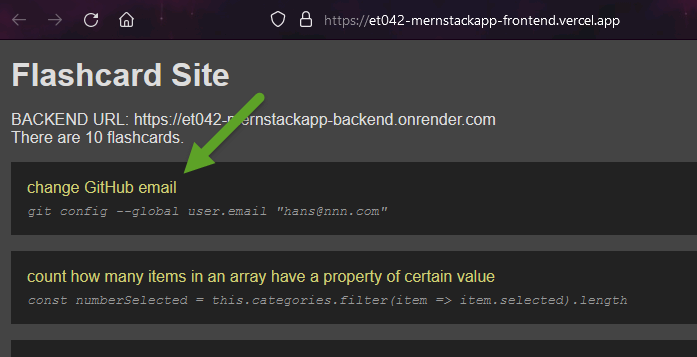 https://et042-mernstackapp-frontend.vercel.app
Flashcard Site
BACKEND URL: https://et042-mernstackapp-backend.onrender.com
There are 10 flashcards.
change GitHub email
git config --global user.email "hans@nnn.com"
count how many items in an array have a property of certain value
const numberSelected = this.categories.filter(item => item.selected).length